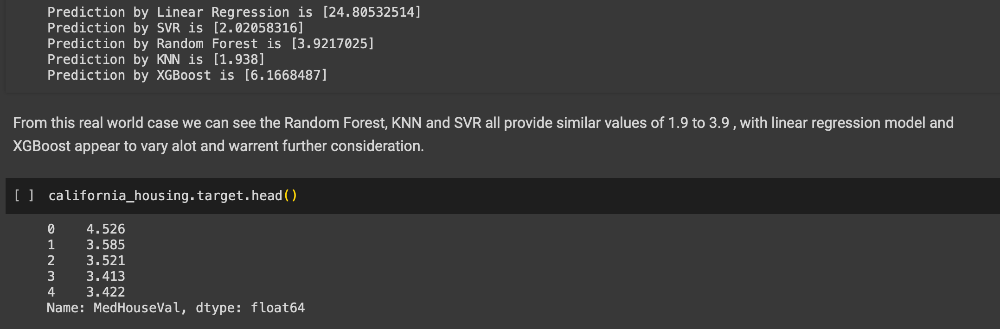 Prediction by Linear Regression is [24.80532514]
Prediction by SVR is [2.02058316]
Prediction by Random Forest is [3.9217025]
Prediction by KNN is [1.938]
Prediction by XGBoost is [6.1668487]
From this real world case we can see the Random Forest, KNN and SVR all provide similar values of 1.9 to 3.9 , with linear regression model and
XGBoost appear to vary alot and warrent further consideration.
[ ] california_housing.target.head()
0 4.526
1 3.585
2 3.521
3 3.413
4 3.422
Name: MedHouseVal, dtype: float64